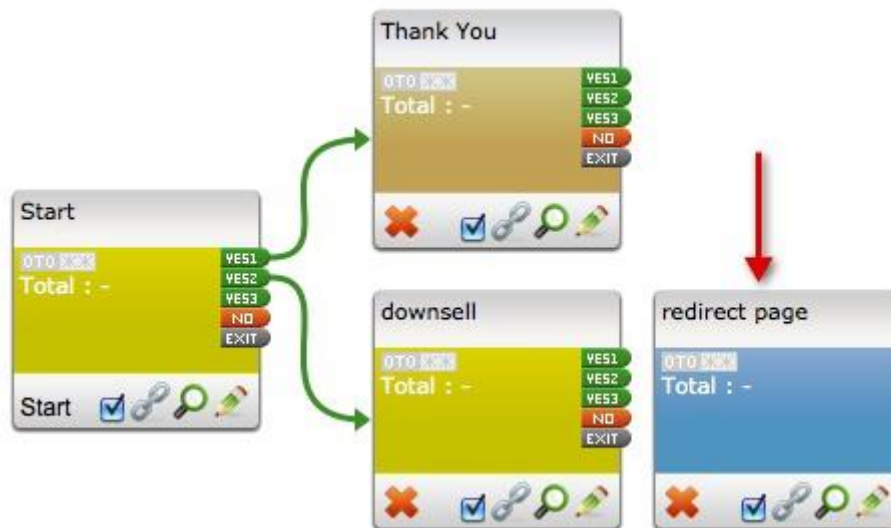 Thank You
OTO
Total : -
YES1
YES2
YES3
NO
EXIT
Start
OTO
Total : -
YES1
YES2
YES3
NO
EXIT
Start
downsell
OTO
Total : -
YES1
YES2
YES3
NO
EXIT
redirect page
OTO
Total : -